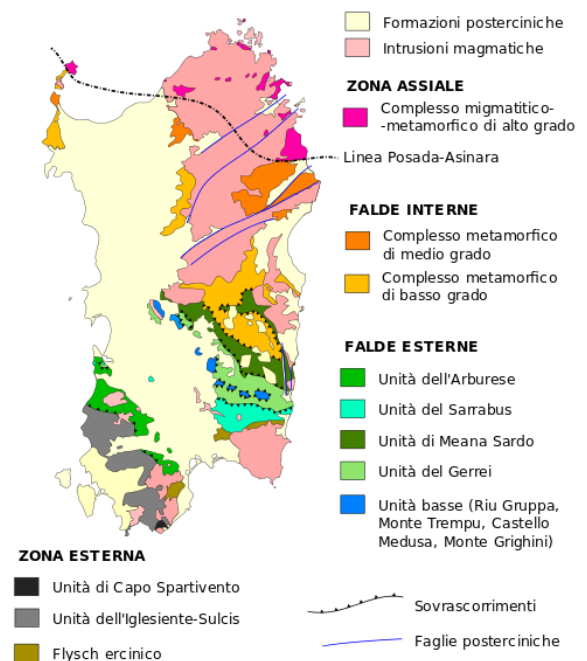 Formazioni posterciniche
Intrusioni magmatiche
ZONA ASSIALE
Complesso migmatitico-
-metamorfico di alto grado
Linea Posada-Asinara
FALDE INTERNE
Complesso metamorfico
di medio grado
Complesso metamorfico
di basso grado
FALDE ESTERNE
Unità dell'Arburese
Unità del Sarrabus
Unità di Meana Sardo
Unità del Gerrei
Unità basse (Riu Gruppa,
Monte Trempu, Castello
Medusa, Monte Grighini)
ZONA ESTERNA
Unità di Capo Spartivento
Unità dell'Iglesiente-Sulcis
Flysch ercinico
Sovrascorrimenti
Faglie posterciniche